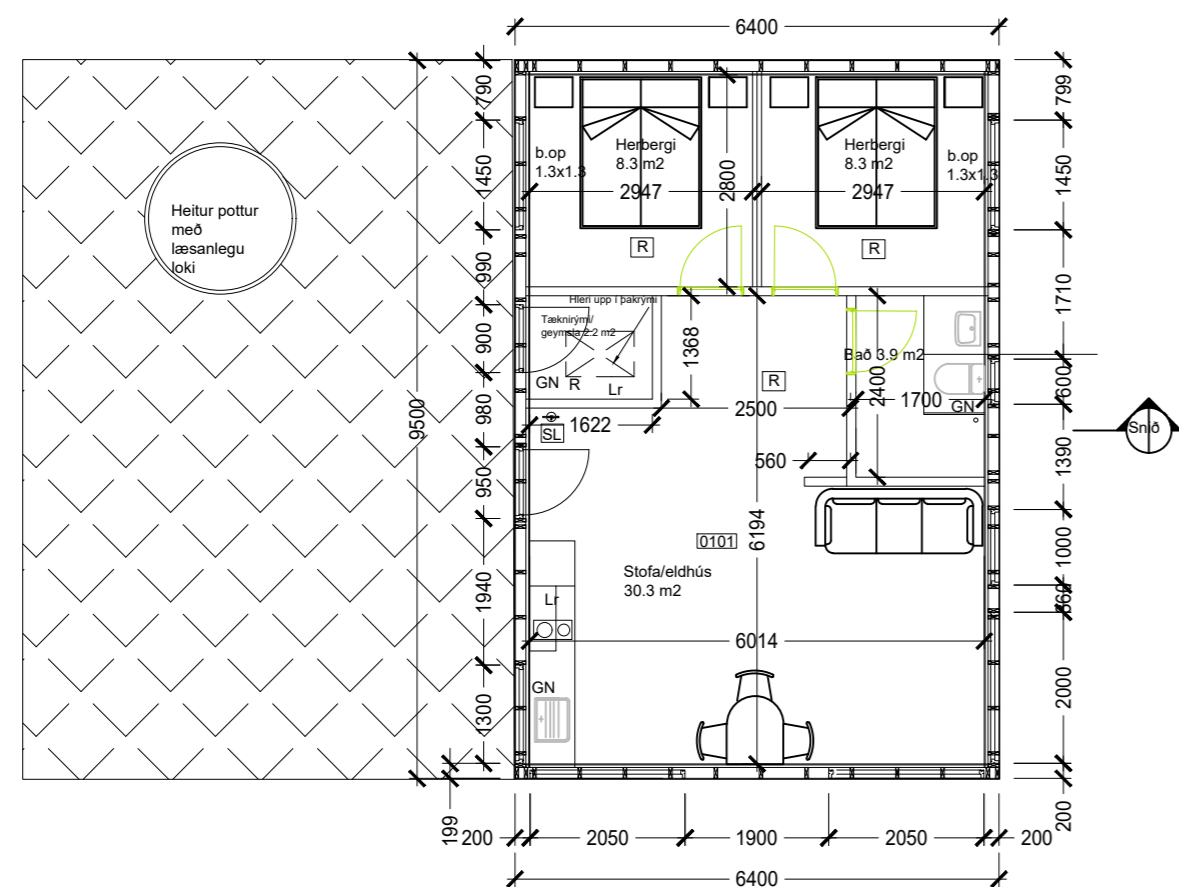 6400
790
1450
990
900
980
950
1940
1300
199
9500
Heitur pottur
með
læsanlegu
loki
b.op
1.3x1.3
Herbergi
8.3 m2
2947
2800
R
Herbergi
8.3 m2
b.op
1.3x1.3
2947
R
799
1450
1710
600
1390
1000
360
2000
200
Hleri upp í þakrými
Tæknirými/
geymsla 2.2 m2
GN
R
Lr
1368
R
2500
Bað 3.9 m2
2400
1700
GN
Snið
SL
1622
560
6194
0101
Stofa/eldhús
30.3 m2
Lr
6014
GN
200
2050
1900
2050
200
6400